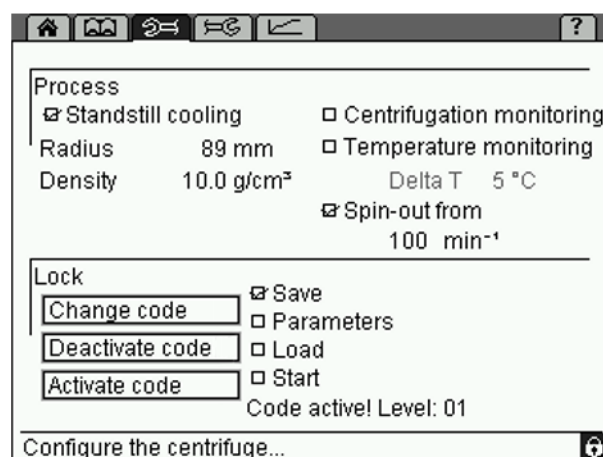 ?
Process
Standstill cooling
Centrifugation monitoring
Radius 89 mm
Temperature monitoring
Density 10.0 g/cm³
Delta T 5 °C
Spin-out from
100 min⁻¹
Lock
Save
Change code
Parameters
Deactivate code
Load
Activate code
Start
Code active! Level: 01
Configure the centrifuge...